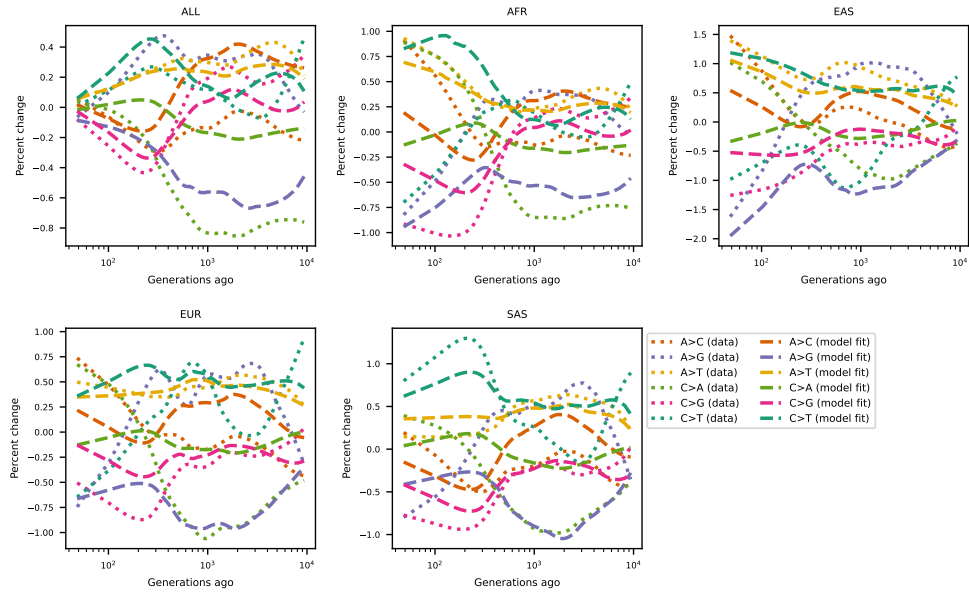 ALL
Percent change
0.4
0.2
0.0
−0.2
−0.4
−0.6
−0.8
10²
10³
10⁴
Generations ago
AFR
Percent change
1.00
0.75
0.50
0.25
0.00
−0.25
−0.50
−0.75
−1.00
10²
10³
10⁴
Generations ago
EAS
Percent change
1.5
1.0
0.5
0.0
−0.5
−1.0
−1.5
−2.0
10²
10³
10⁴
Generations ago
EUR
Percent change
1.00
0.75
0.50
0.25
0.00
−0.25
−0.50
−0.75
−1.00
10²
10³
10⁴
Generations ago
SAS
Percent change
1.0
0.5
0.0
−0.5
−1.0
10²
10³
10⁴
Generations ago
A>C (data)
A>G (data)
A>T (data)
C>A (data)
C>G (data)
C>T (data)
A>C (model fit)
A>G (model fit)
A>T (model fit)
C>A (model fit)
C>G (model fit)
C>T (model fit)